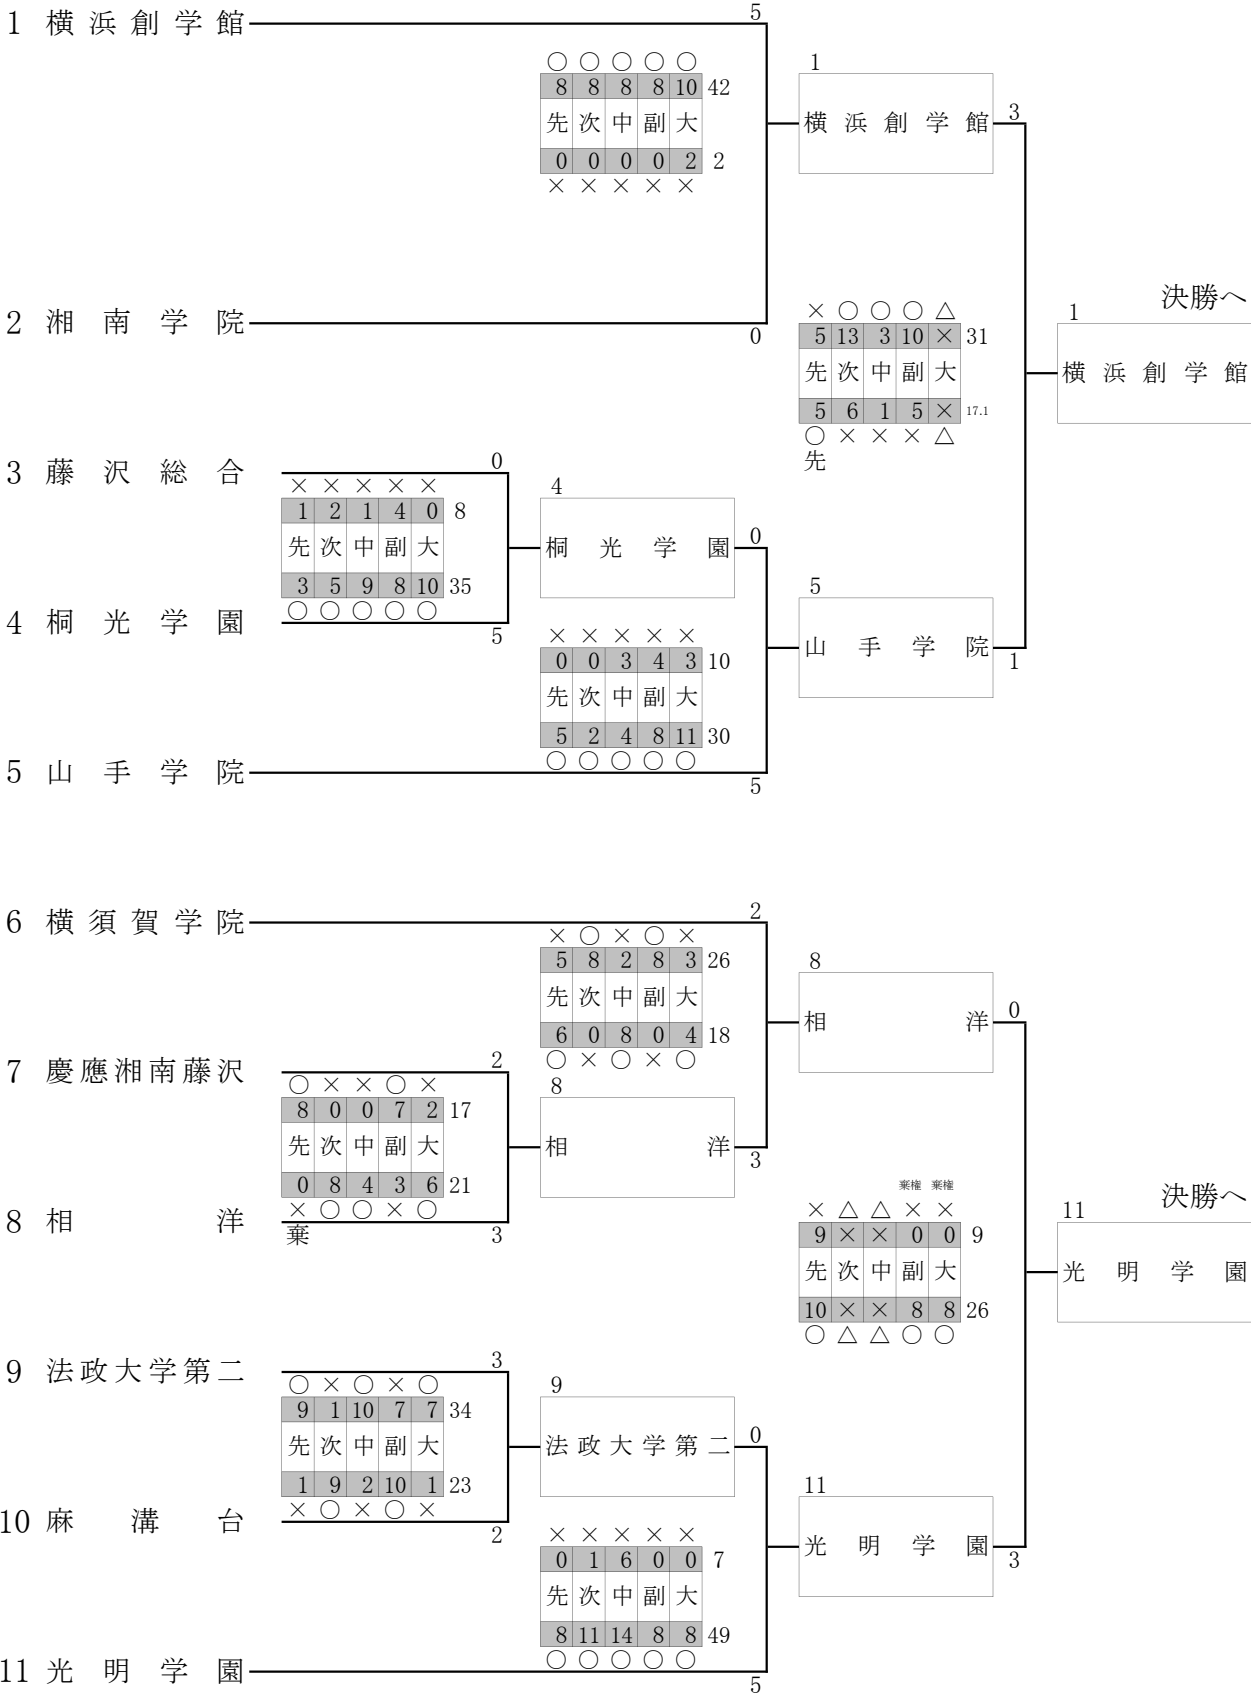 1 横浜創学館 5
○○○○○
8 8 8 8 10 42
先 次 中 副 大
0 0 0 0 2 2
×××××
1
横浜創学館 3
2 湘南学院 0
×○○○△
5 13 3 10 × 31
先 次 中 副 大
5 6 1 5 × 17.1
○×××△
先
決勝へ
1
横浜創学館
3 藤沢総合 0
×××××
1 2 1 4 0 8
先 次 中 副 大
3 5 9 8 10 35
○○○○○
4 桐光学園 5
4
桐光学園 0
×××××
0 0 3 4 3 10
先 次 中 副 大
5 2 4 8 11 30
○○○○○
5 山手学院 5
5
山手学院 1
6 横須賀学院 2
×○×○×
5 8 2 8 3 26
先 次 中 副 大
6 0 8 0 4 18
○×○×○
8
相洋 0
7 慶應湘南藤沢 2
○××○×
8 0 0 7 2 17
先 次 中 副 大
0 8 4 3 6 21
×○○×○
棄
8 相洋 3
8
相洋 3
棄権 棄権
×△△××
9 × × 0 0 9
先 次 中 副 大
10 × × 8 8 26
○△△○○
決勝へ
11
光明学園
9 法政大学第二 3
○×○×○
9 1 10 7 7 34
先 次 中 副 大
1 9 2 10 1 23
×○×○×
10 麻溝台 2
9
法政大学第二 0
×××××
0 1 6 0 0 7
先 次 中 副 大
8 11 14 8 8 49
○○○○○
11 光明学園 5
11
光明学園 3